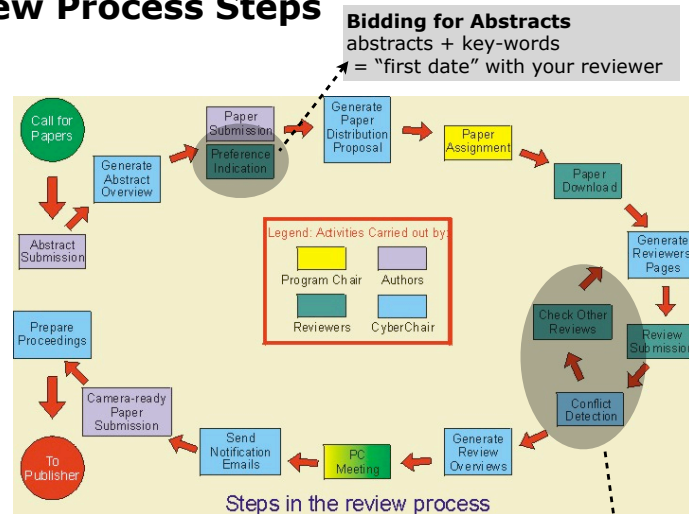 ew Process Steps
Bidding for Abstracts
abstracts + key-words
= “first date” with your reviewer
Call for
Papers
Abstract
Submission
Generate
Abstract
Overview
Paper
Submission
Preference
Indication
Generate
Paper
Distribution
Proposal
Paper
Assignment
Paper
Download
Generate
Reviewers
Pages
Review
Submission
Conflict
Detection
Check Other
Reviews
Legend: Activities Carried out by:
Program Chair
Authors
Reviewers
CyberChair
Generate
Review
Overviews
PC
Meeting
Send
Notification
Emails
Camera-ready
Paper
Submission
Prepare
Proceedings
To
Publisher
Steps in the review process